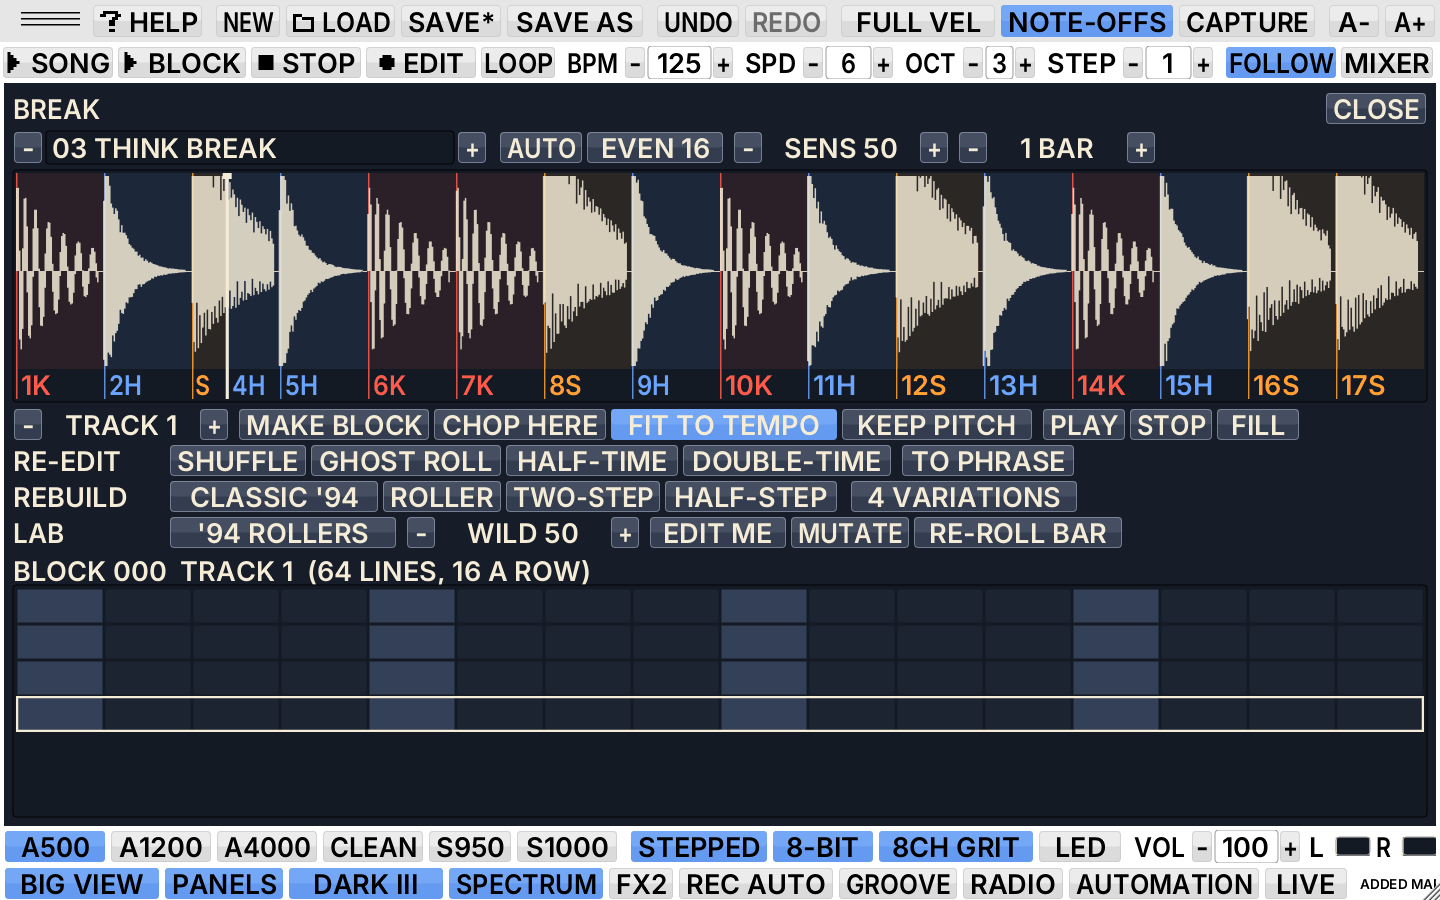 ? HELP NEW LOAD SAVE* SAVE AS UNDO REDO FULL VEL NOTE-OFFS CAPTURE A- A+
SONG BLOCK STOP EDIT LOOP BPM - 125 + SPD - 6 + OCT - 3 + STEP - 1 + FOLLOW MIXER
BREAK CLOSE
- 03 THINK BREAK + AUTO EVEN 16 - SENS 50 + - 1 BAR +
1K 2H S 4H 5H 6K 7K 8S 9H 10K 11H 12S 13H 14K 15H 16S 17S
- TRACK 1 + MAKE BLOCK CHOP HERE FIT TO TEMPO KEEP PITCH PLAY STOP FILL
RE-EDIT SHUFFLE GHOST ROLL HALF-TIME DOUBLE-TIME TO PHRASE
REBUILD CLASSIC '94 ROLLER TWO-STEP HALF-STEP 4 VARIATIONS
LAB '94 ROLLERS - WILD 50 + EDIT ME MUTATE RE-ROLL BAR
BLOCK 000 TRACK 1 (64 LINES, 16 A ROW)
A500 A1200 A4000 CLEAN S950 S1000 STEPPED 8-BIT 8CH GRIT LED VOL - 100 + L R
BIG VIEW PANELS DARK III SPECTRUM FX2 REC AUTO GROOVE RADIO AUTOMATION LIVE ADDED MAI